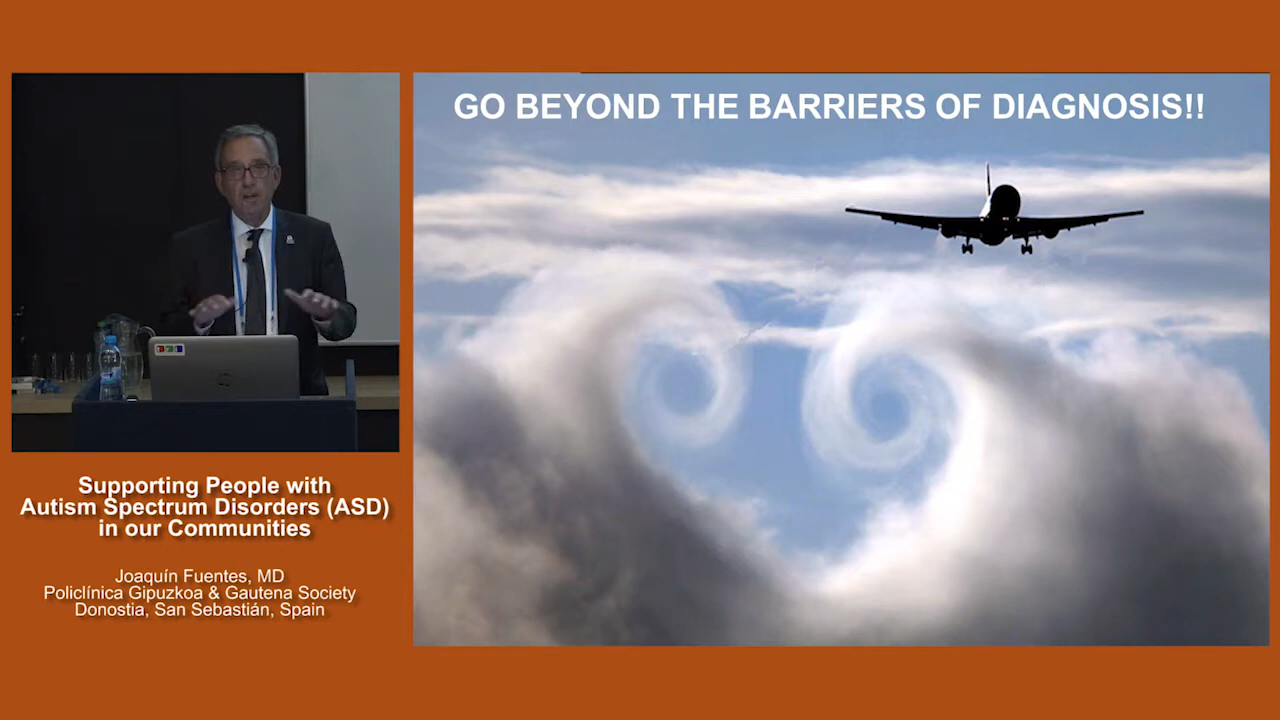 GO BEYOND THE BARRIERS OF DIAGNOSIS!!
Supporting People with
Autism Spectrum Disorders (ASD)
in our Communities
Joaquín Fuentes, MD
Policlínica Gipuzkoa & Gautena Society
Donostia, San Sebastián, Spain